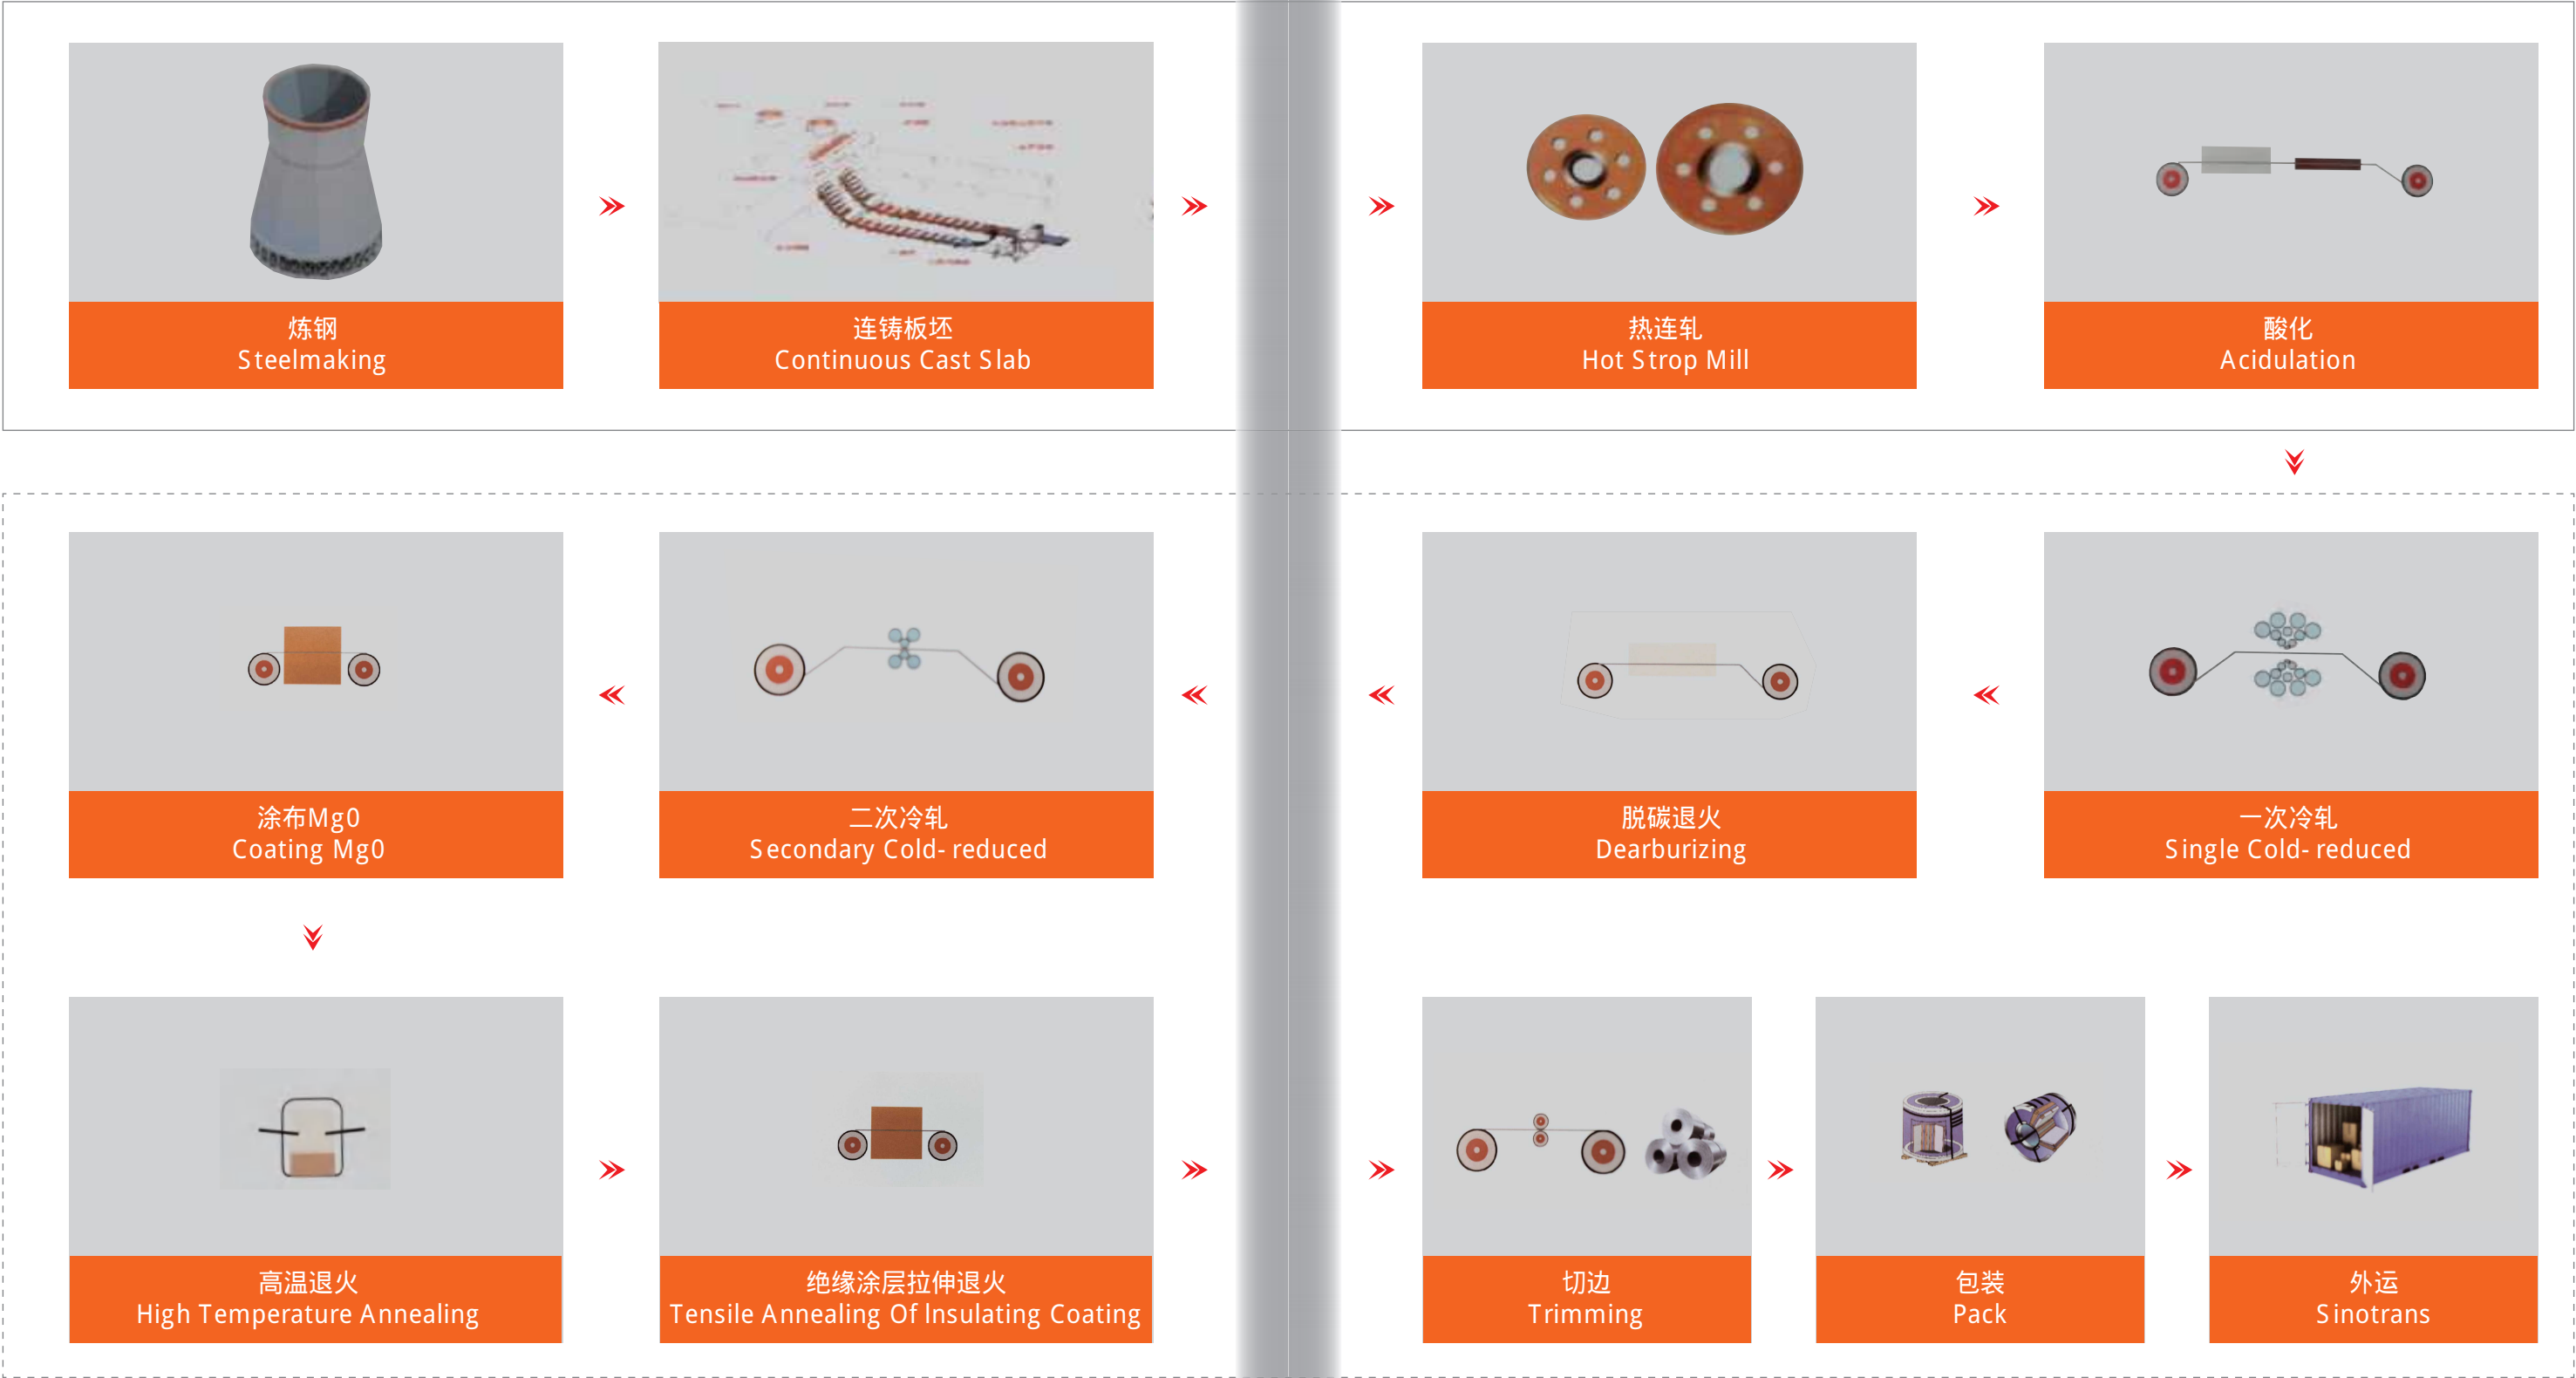 炼钢
Steelmaking
连铸板坯
Continuous Cast Slab
热连轧
Hot Strop Mill
酸化
Acidulation
涂布Mg0
Coating Mg0
二次冷轧
Secondary Cold- reduced
脱碳退火
Dearburizing
一次冷轧
Single Cold- reduced
高温退火
High Temperature Annealing
绝缘涂层拉伸退火
Tensile Annealing Of lnsulating Coating
切边
Trimming
包装
Pack
外运
Sinotrans